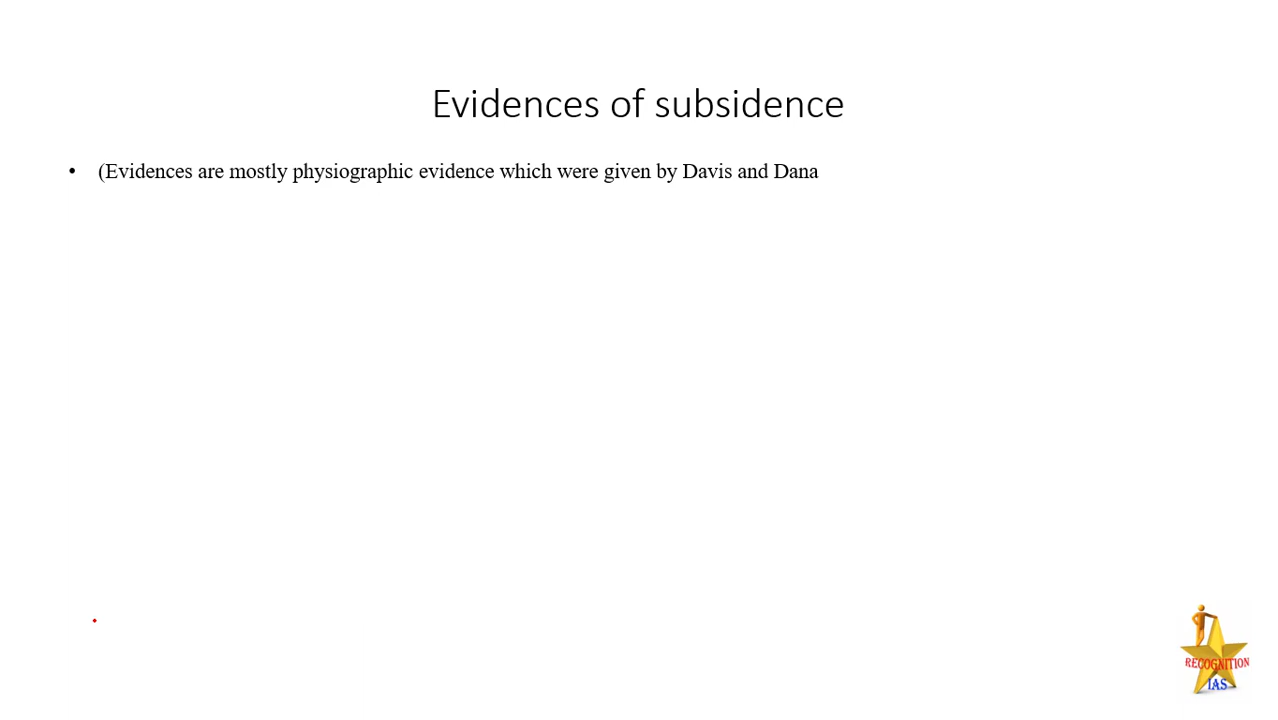 Evidences of subsidence
• (Evidences are mostly physiographic evidence which were given by Davis and Dana
RECOGNITION
IAS